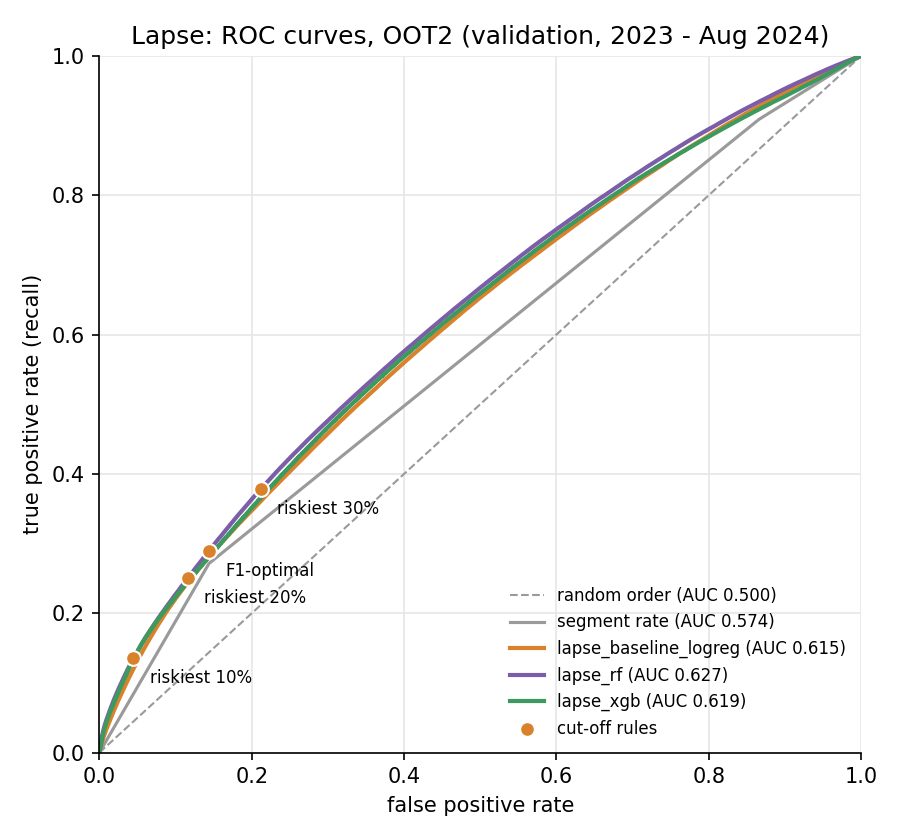 Lapse: ROC curves, OOT2 (validation, 2023 - Aug 2024)
true positive rate (recall)
1.0
0.8
0.6
0.4
0.2
0.0
riskiest 30%
F1-optimal
riskiest 20%
riskiest 10%
random order (AUC 0.500)
segment rate (AUC 0.574)
lapse_baseline_logreg (AUC 0.615)
lapse_rf (AUC 0.627)
lapse_xgb (AUC 0.619)
cut-off rules
0.0 0.2 0.4 0.6 0.8 1.0
false positive rate